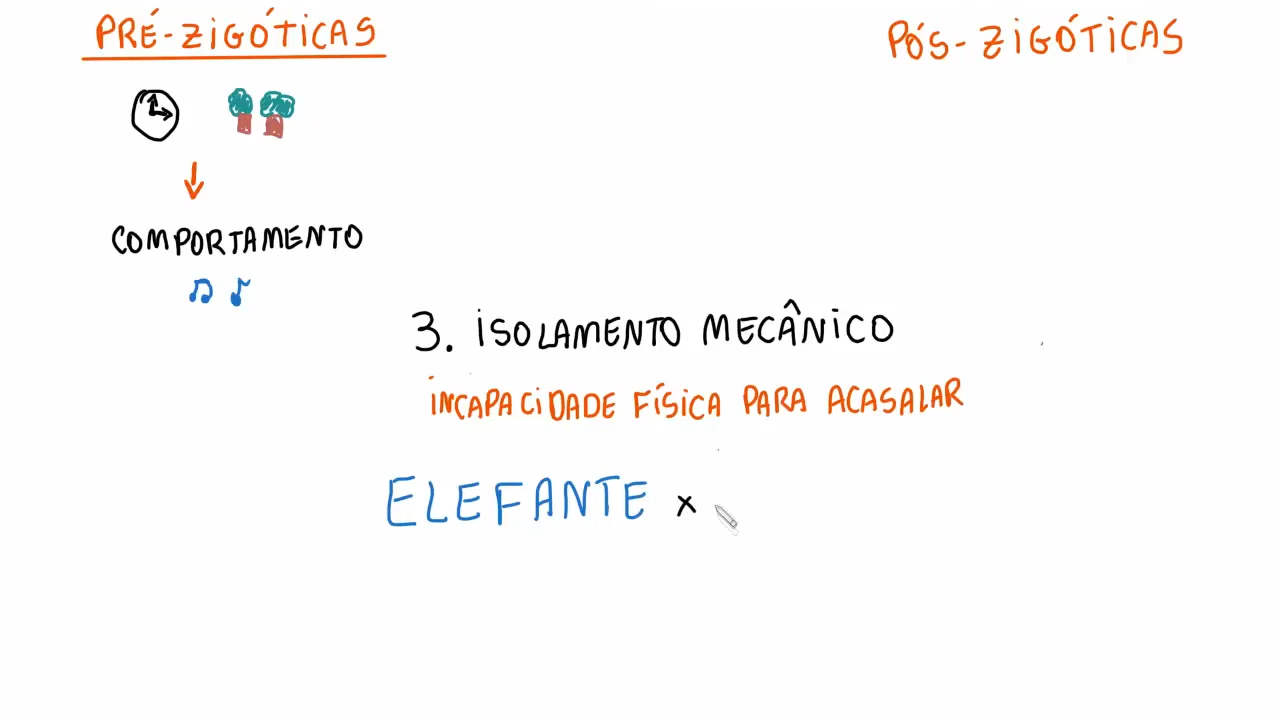 PRÉ-ZIGÓTICAS
PÓS-ZIGÓTICAS
COMPORTAMENTO
3. ISOLAMENTO MECÂNICO
INCAPACIDADE FÍSICA PARA ACASALAR
ELEFANTE x